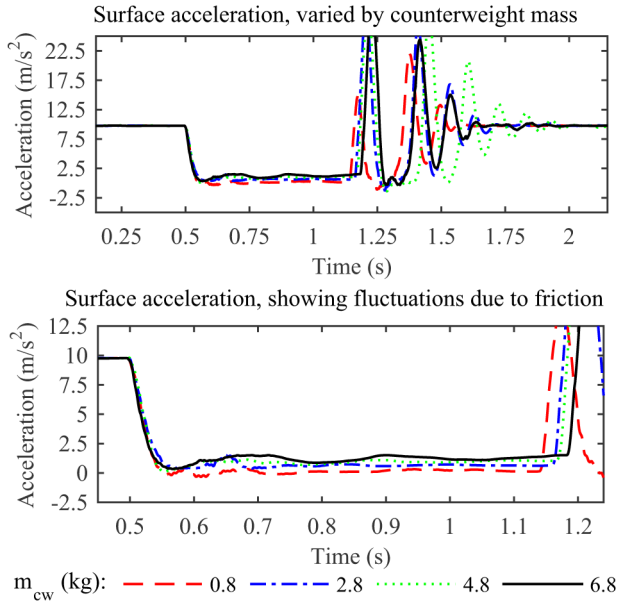 Surface acceleration, varied by counterweight mass
Acceleration (m/s²)
22.5
17.5
12.5
7.5
2.5
-2.5
0.25 0.5 0.75 1 1.25 1.5 1.75 2
Time (s)
Surface acceleration, showing fluctuations due to friction
Acceleration (m/s²)
12.5
10
7.5
5
2.5
0
-2.5
0.5 0.6 0.7 0.8 0.9 1 1.1 1.2
Time (s)
m_cw (kg): 0.8 2.8 4.8 6.8